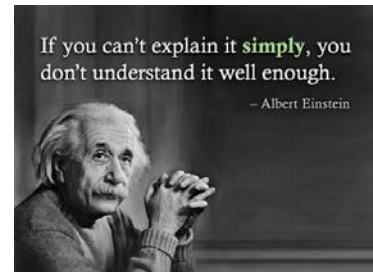 If you can't explain it simply, you
don't understand it well enough.
– Albert Einstein